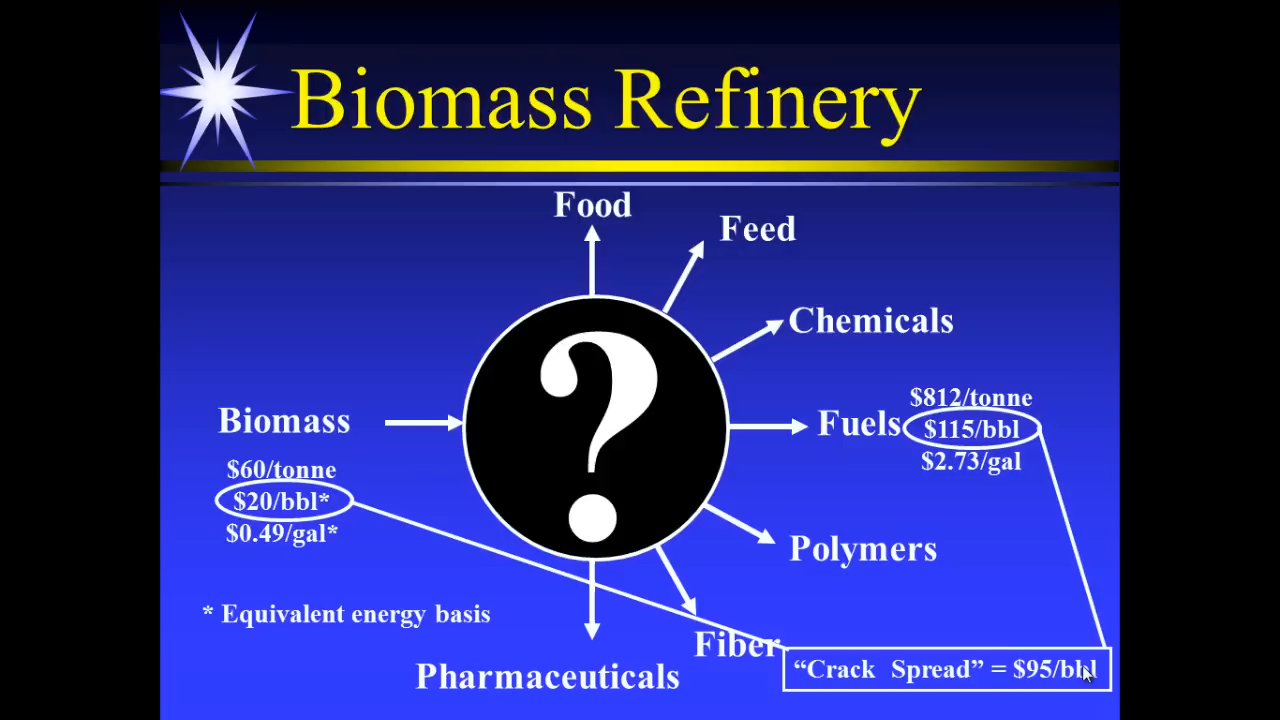 Biomass Refinery
Food
Feed
Chemicals
Biomass
?
Fuels
$812/tonne
$115/bbl
$2.73/gal
$60/tonne
$20/bbl*
$0.49/gal*
Polymers
* Equivalent energy basis
Fiber
Pharmaceuticals
“Crack Spread” = $95/bbl